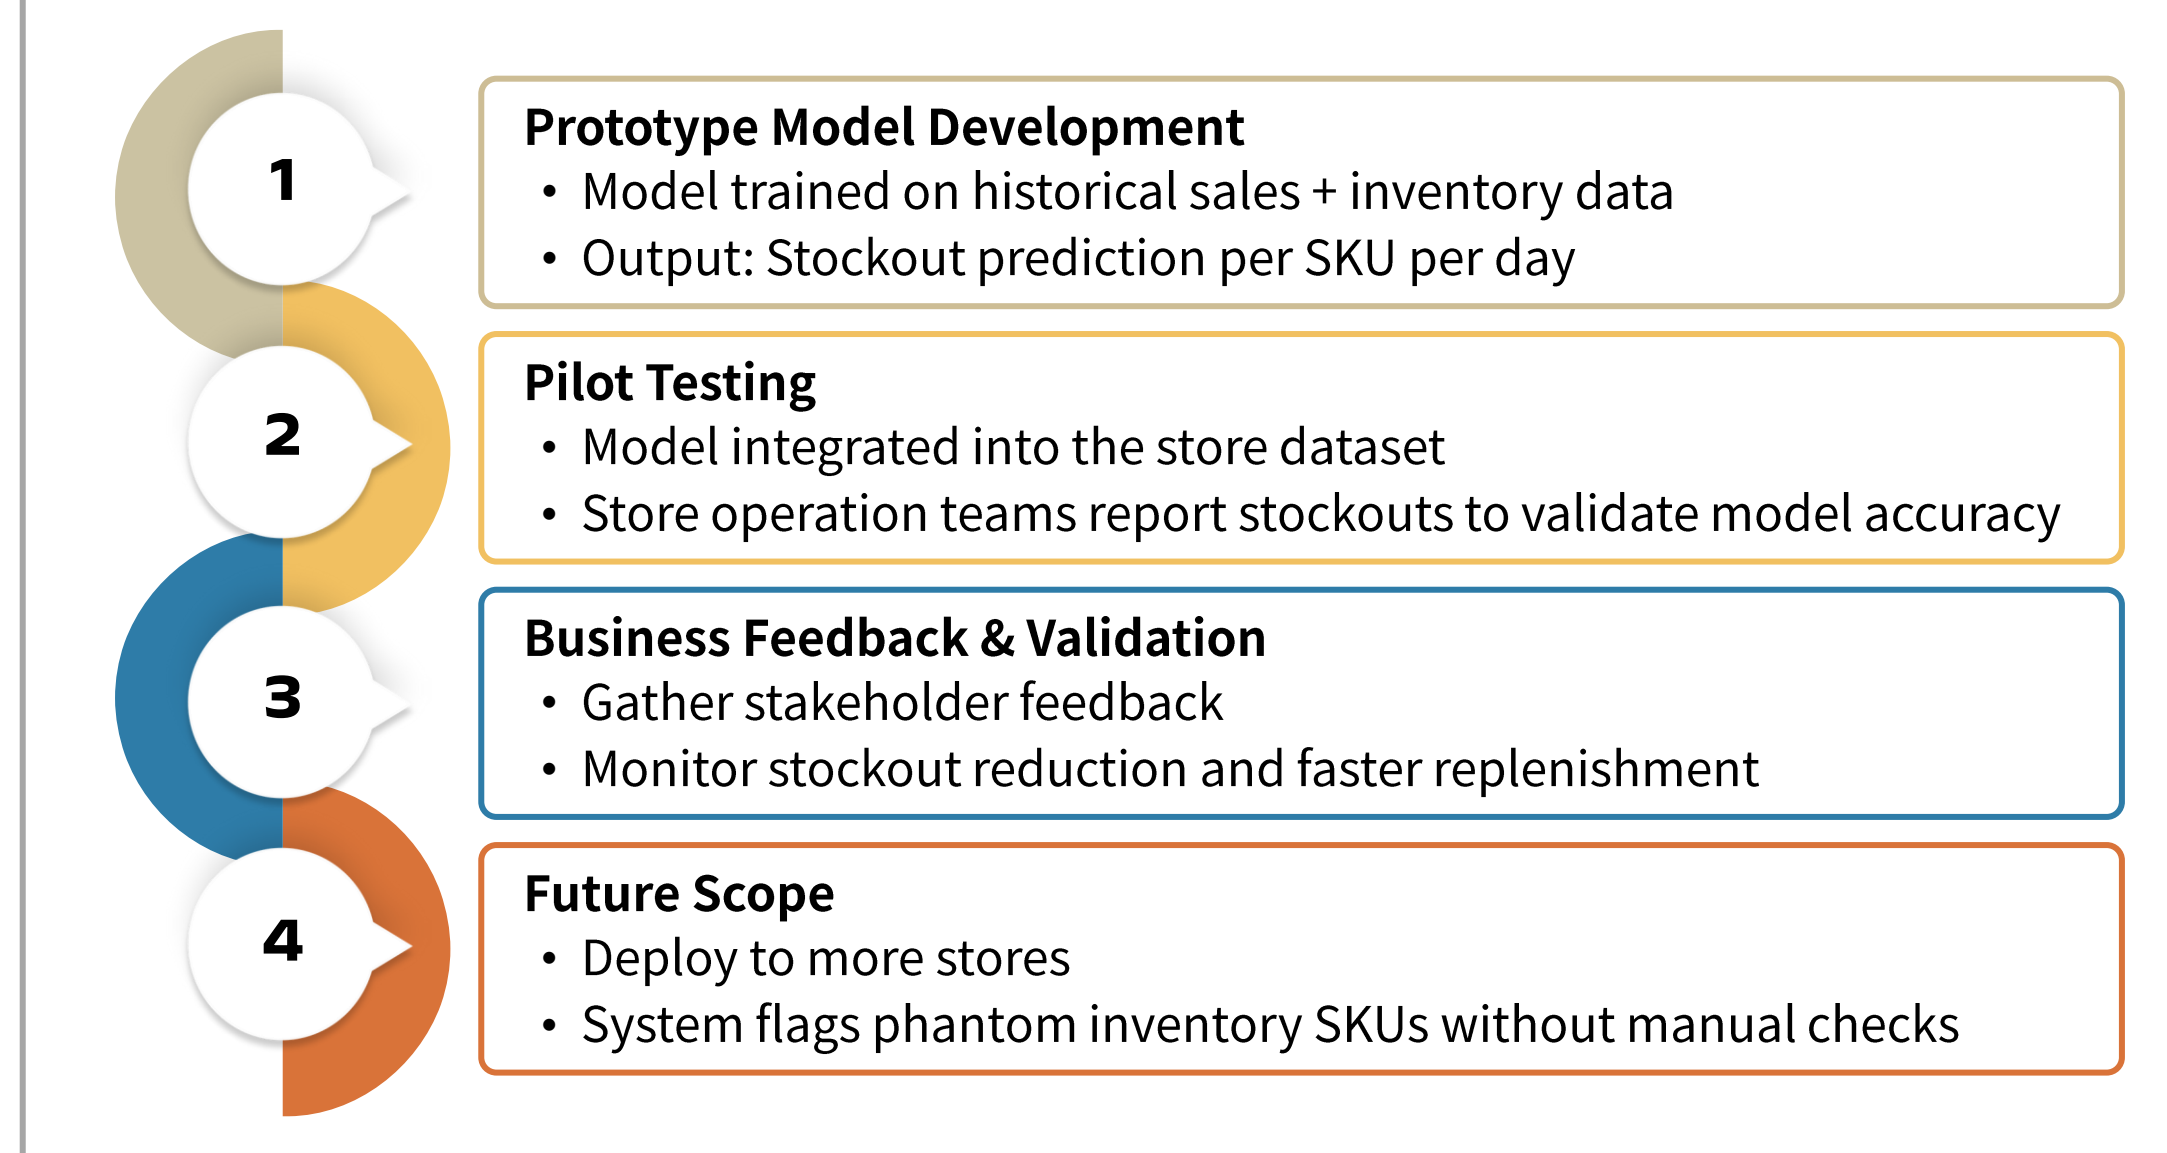 1
Prototype Model Development
• Model trained on historical sales + inventory data
• Output: Stockout prediction per SKU per day
2
Pilot Testing
• Model integrated into the store dataset
• Store operation teams report stockouts to validate model accuracy
3
Business Feedback & Validation
• Gather stakeholder feedback
• Monitor stockout reduction and faster replenishment
4
Future Scope
• Deploy to more stores
• System flags phantom inventory SKUs without manual checks